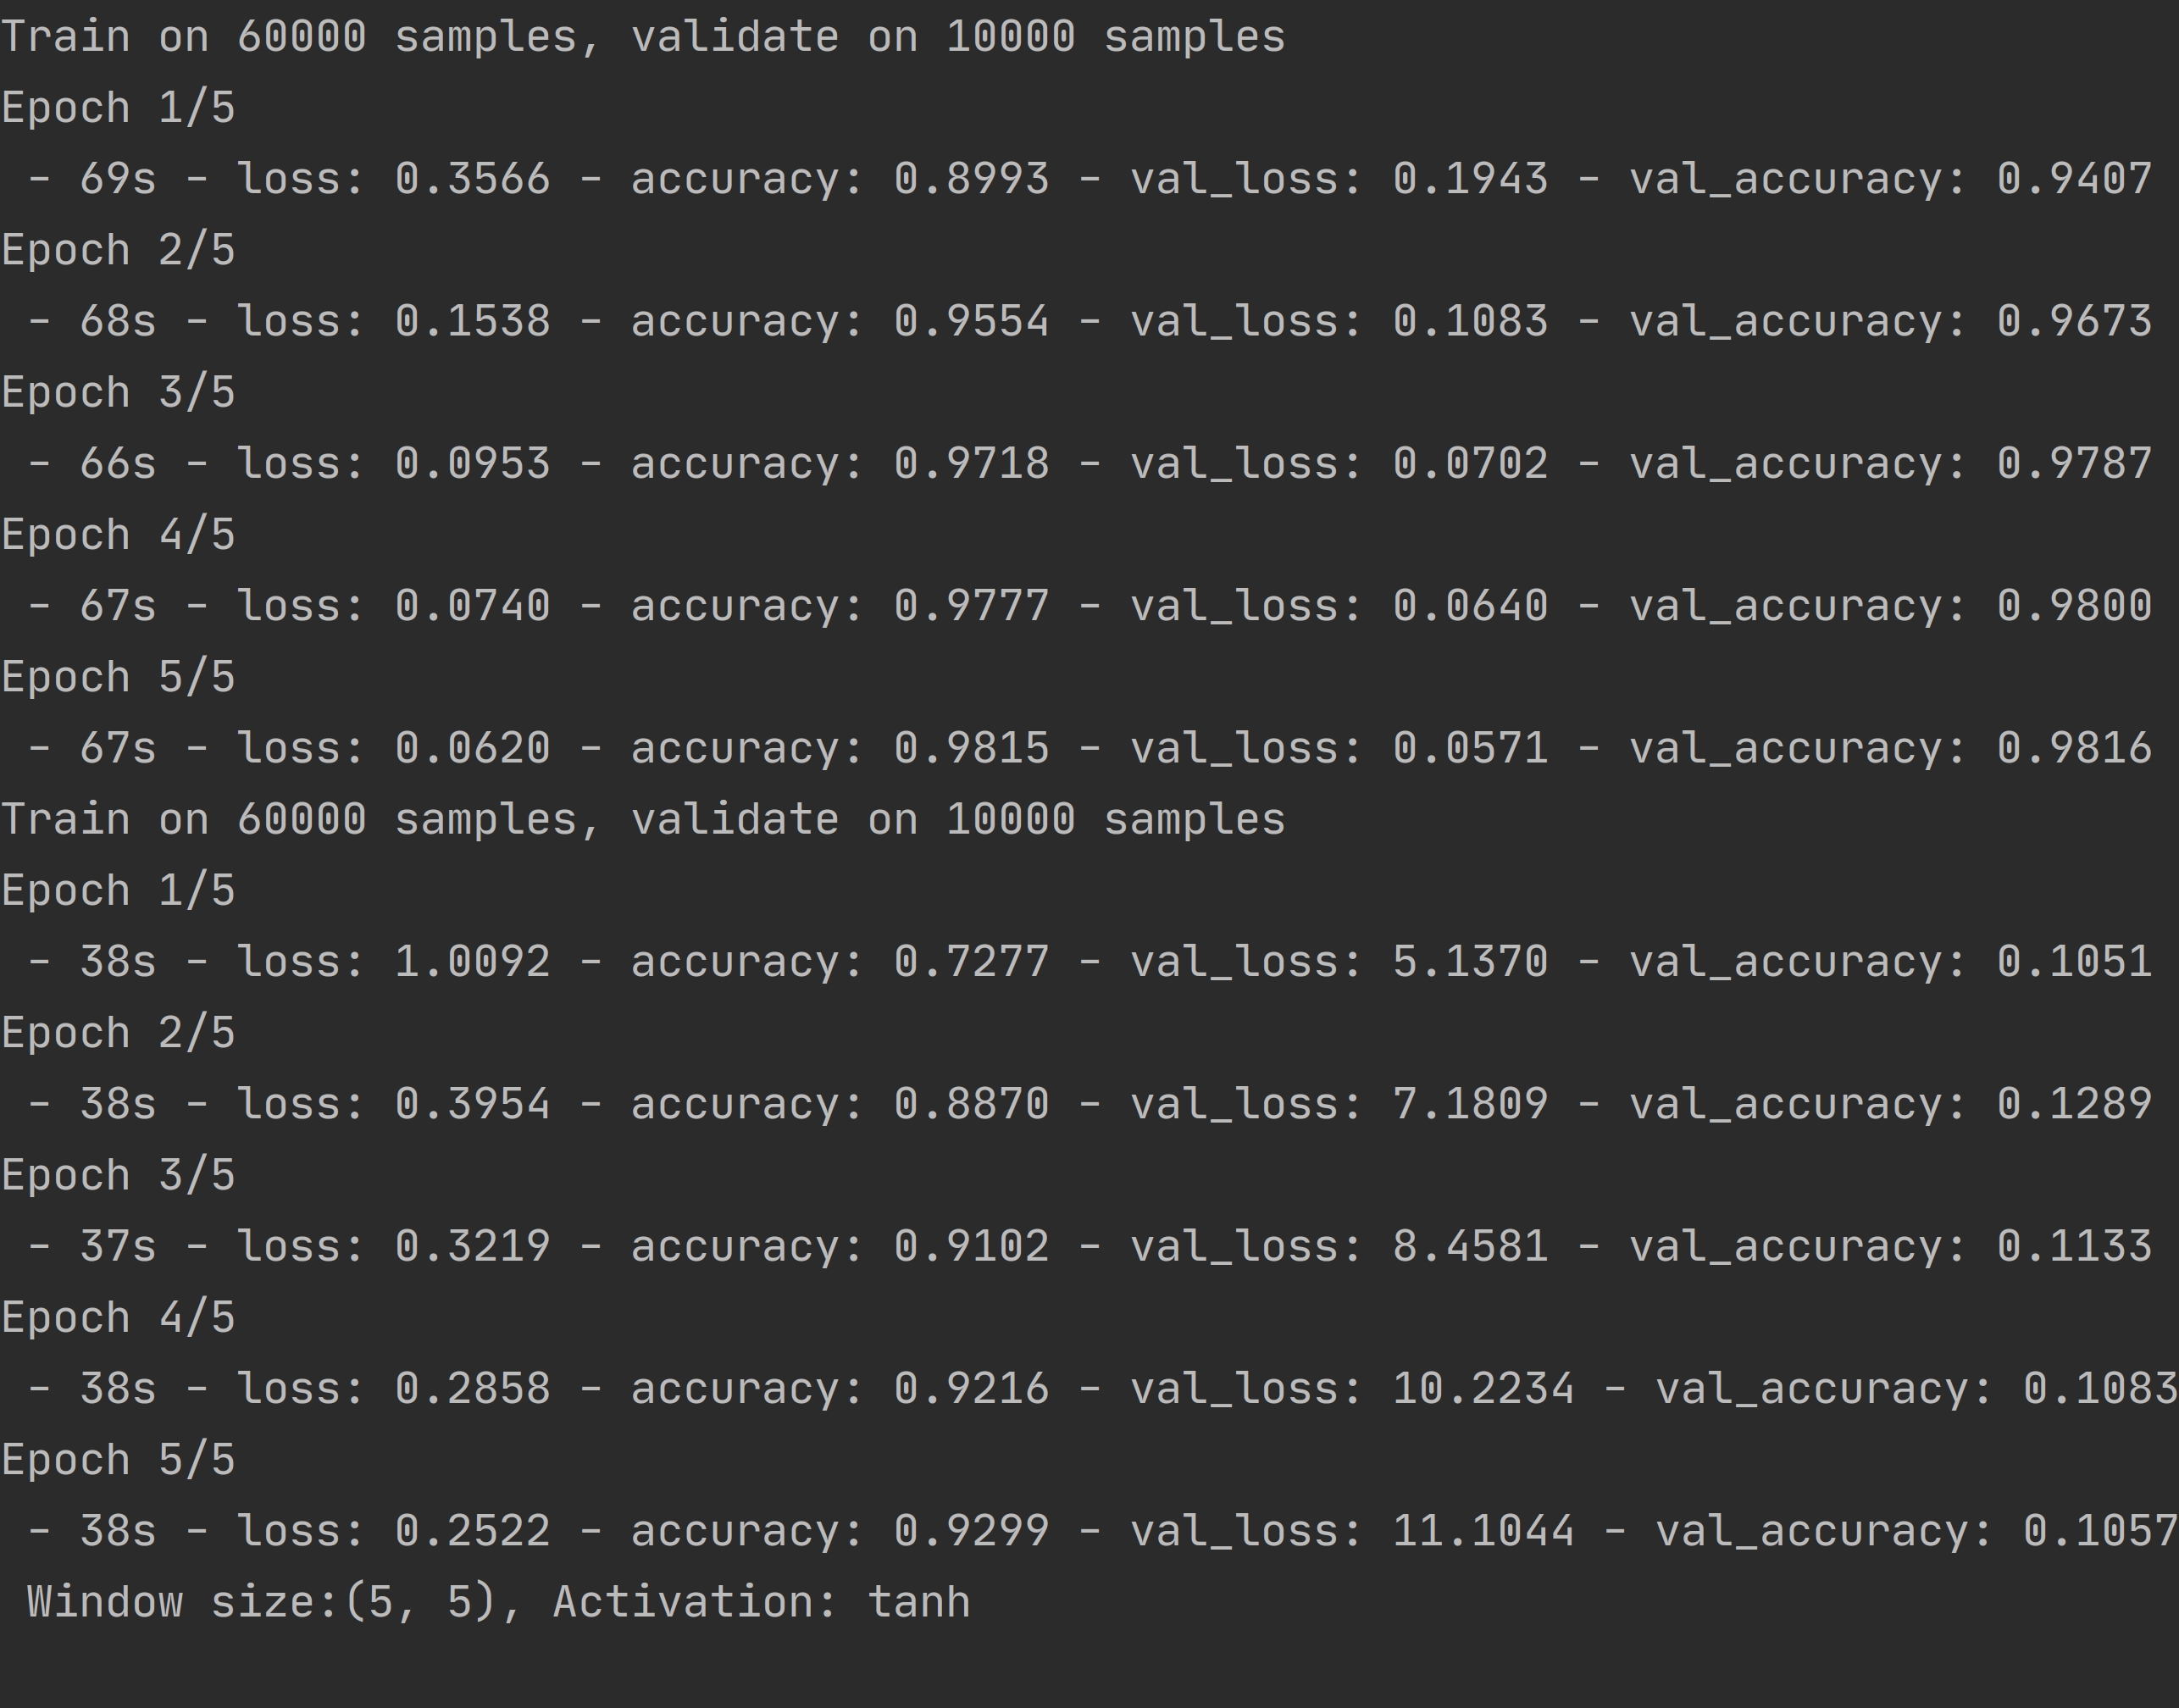 Train on 60000 samples, validate on 10000 samples
Epoch 1/5
 - 69s - loss: 0.3566 - accuracy: 0.8993 - val_loss: 0.1943 - val_accuracy: 0.9407
Epoch 2/5
 - 68s - loss: 0.1538 - accuracy: 0.9554 - val_loss: 0.1083 - val_accuracy: 0.9673
Epoch 3/5
 - 66s - loss: 0.0953 - accuracy: 0.9718 - val_loss: 0.0702 - val_accuracy: 0.9787
Epoch 4/5
 - 67s - loss: 0.0740 - accuracy: 0.9777 - val_loss: 0.0640 - val_accuracy: 0.9800
Epoch 5/5
 - 67s - loss: 0.0620 - accuracy: 0.9815 - val_loss: 0.0571 - val_accuracy: 0.9816
Train on 60000 samples, validate on 10000 samples
Epoch 1/5
 - 38s - loss: 1.0092 - accuracy: 0.7277 - val_loss: 5.1370 - val_accuracy: 0.1051
Epoch 2/5
 - 38s - loss: 0.3954 - accuracy: 0.8870 - val_loss: 7.1809 - val_accuracy: 0.1289
Epoch 3/5
 - 37s - loss: 0.3219 - accuracy: 0.9102 - val_loss: 8.4581 - val_accuracy: 0.1133
Epoch 4/5
 - 38s - loss: 0.2858 - accuracy: 0.9216 - val_loss: 10.2234 - val_accuracy: 0.1083
Epoch 5/5
 - 38s - loss: 0.2522 - accuracy: 0.9299 - val_loss: 11.1044 - val_accuracy: 0.1057
 Window size:(5, 5), Activation: tanh